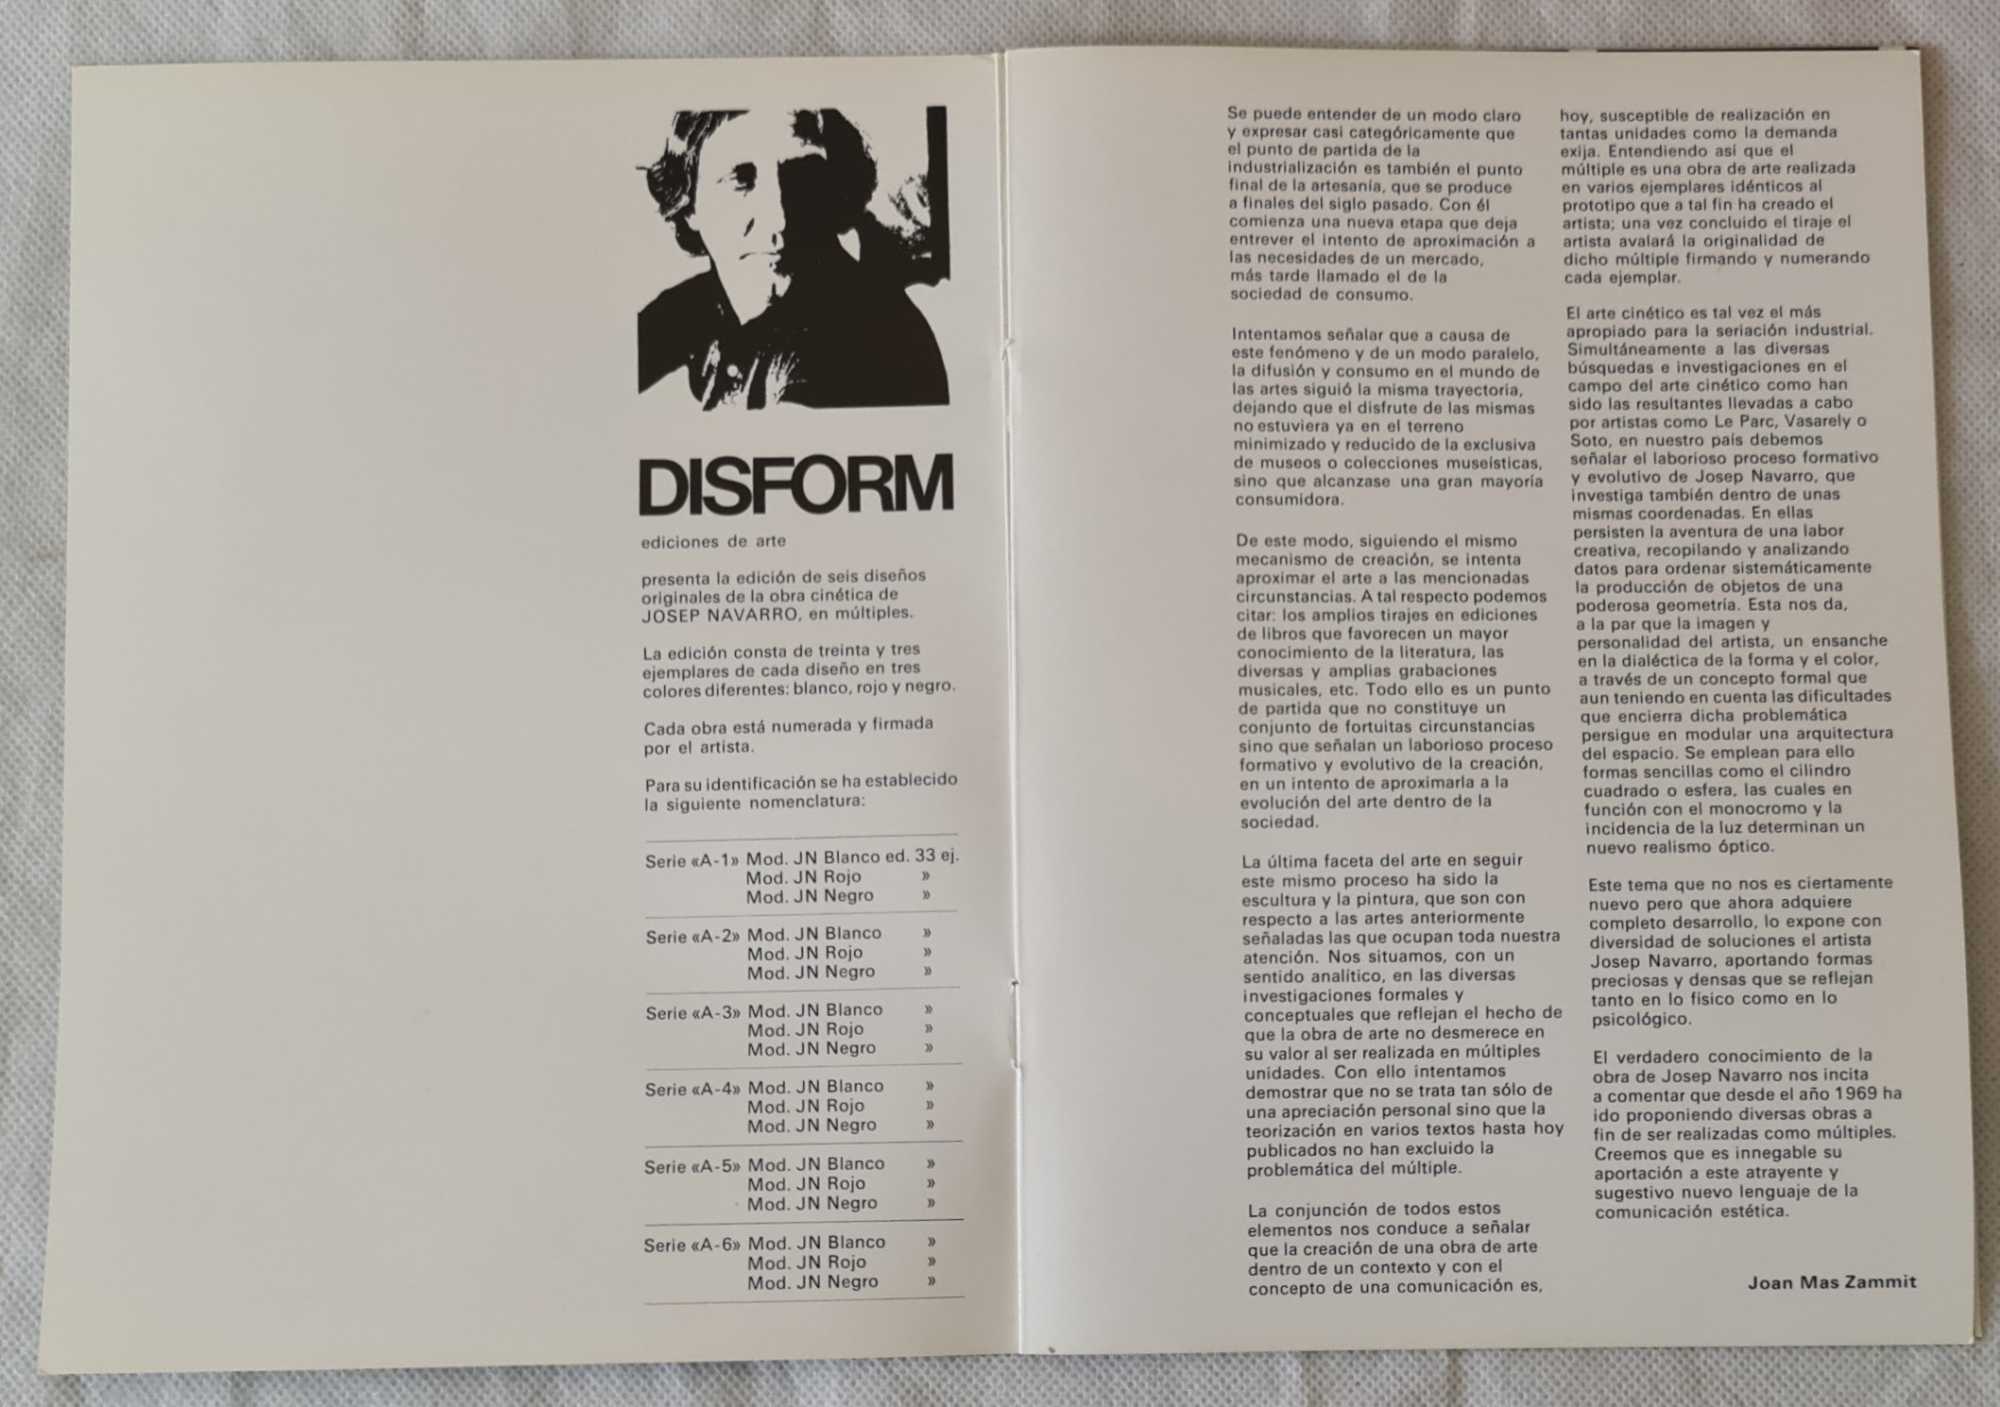 DISFORM
ediciones de arte
presenta la edición de seis diseños
originales de la obra cinética de
JOSEP NAVARRO, en múltiples.
La edición consta de treinta y tres
ejemplares de cada diseño en tres
colores diferentes: blanco, rojo y negro.
Cada obra está numerada y firmada
por el artista.
Para su identificación se ha establecido
la siguiente nomenclatura:
Serie «A-1» Mod. JN Blanco ed. 33 ej.
Mod. JN Rojo »
Mod. JN Negro »
Serie «A-2» Mod. JN Blanco »
Mod. JN Rojo »
Mod. JN Negro »
Serie «A-3» Mod. JN Blanco »
Mod. JN Rojo »
Mod. JN Negro »
Serie «A-4» Mod. JN Blanco »
Mod. JN Rojo »
Mod. JN Negro »
Serie «A-5» Mod. JN Blanco »
Mod. JN Rojo »
Mod. JN Negro »
Serie «A-6» Mod. JN Blanco »
Mod. JN Rojo »
Mod. JN Negro »
Se puede entender de un modo claro
y expresar casi categóricamente que
el punto de partida de la
industrialización es también el punto
final de la artesanía, que se produce
a finales del siglo pasado. Con él
comienza una nueva etapa que deja
entrever el intento de aproximación a
las necesidades de un mercado,
más tarde llamado el de la
sociedad de consumo.
Intentamos señalar que a causa de
este fenómeno y de un modo paralelo,
la difusión y consumo en el mundo de
las artes siguió la misma trayectoria,
dejando que el disfrute de las mismas
no estuviera ya en el terreno
minimizado y reducido de la exclusiva
de museos o colecciones museísticas,
sino que alcanzase una gran mayoría
consumidora.
De este modo, siguiendo el mismo
mecanismo de creación, se intenta
aproximar el arte a las mencionadas
circunstancias. A tal respecto podemos
citar: los amplios tirajes en ediciones
de libros que favorecen un mayor
conocimiento de la literatura, las
diversas y amplias grabaciones
musicales, etc. Todo ello es un punto
de partida que no constituye un
conjunto de fortuitas circunstancias
sino que señalan un laborioso proceso
formativo y evolutivo de la creación,
en un intento de aproximarla a la
evolución del arte dentro de la
sociedad.
La última faceta del arte en seguir
este mismo proceso ha sido la
escultura y la pintura, que son con
respecto a las artes anteriormente
señaladas las que ocupan toda nuestra
atención. Nos situamos, con un
sentido analítico, en las diversas
investigaciones formales y
conceptuales que reflejan el hecho de
que la obra de arte no desmerece en
su valor al ser realizada en múltiples
unidades. Con ello intentamos
demostrar que no se trata tan sólo de
una apreciación personal sino que la
teorización en varios textos hasta hoy
publicados no han excluido la
problemática del múltiple.
La conjunción de todos estos
elementos nos conduce a señalar
que la creación de una obra de arte
dentro de un contexto y con el
concepto de una comunicación es,
hoy, susceptible de realización en
tantas unidades como la demanda
exija. Entendiendo así que el
múltiple es una obra de arte realizada
en varios ejemplares idénticos al
prototipo que a tal fin ha creado el
artista; una vez concluido el tiraje el
artista avalará la originalidad de
dicho múltiple firmando y numerando
cada ejemplar.
El arte cinético es tal vez el más
apropiado para la seriación industrial.
Simultáneamente a las diversas
búsquedas e investigaciones en el
campo del arte cinético como han
sido las resultantes llevadas a cabo
por artistas como Le Parc, Vasarely o
Soto, en nuestro país debemos
señalar el laborioso proceso formativo
y evolutivo de Josep Navarro, que
investiga también dentro de unas
mismas coordenadas. En ellas
persisten la aventura de una labor
creativa, recopilando y analizando
datos para ordenar sistemáticamente
la producción de objetos de una
poderosa geometría. Esta nos da,
a la par que la imagen y
personalidad del artista, un ensanche
en la dialéctica de la forma y el color,
a través de un concepto formal que
aun teniendo en cuenta las dificultades
que encierra dicha problemática
persigue en modular una arquitectura
del espacio. Se emplean para ello
formas sencillas como el cilindro
cuadrado o esfera, las cuales en
función con el monocromo y la
incidencia de la luz determinan un
nuevo realismo óptico.
Este tema que no nos es ciertamente
nuevo pero que ahora adquiere
completo desarrollo, lo expone con
diversidad de soluciones el artista
Josep Navarro, aportando formas
preciosas y densas que se reflejan
tanto en lo físico como en lo
psicológico.
El verdadero conocimiento de la
obra de Josep Navarro nos incita
a comentar que desde el año 1969 ha
ido proponiendo diversas obras a
fin de ser realizadas como múltiples.
Creemos que es innegable su
aportación a este atrayente y
sugestivo nuevo lenguaje de la
comunicación estética.
Joan Mas Zammit